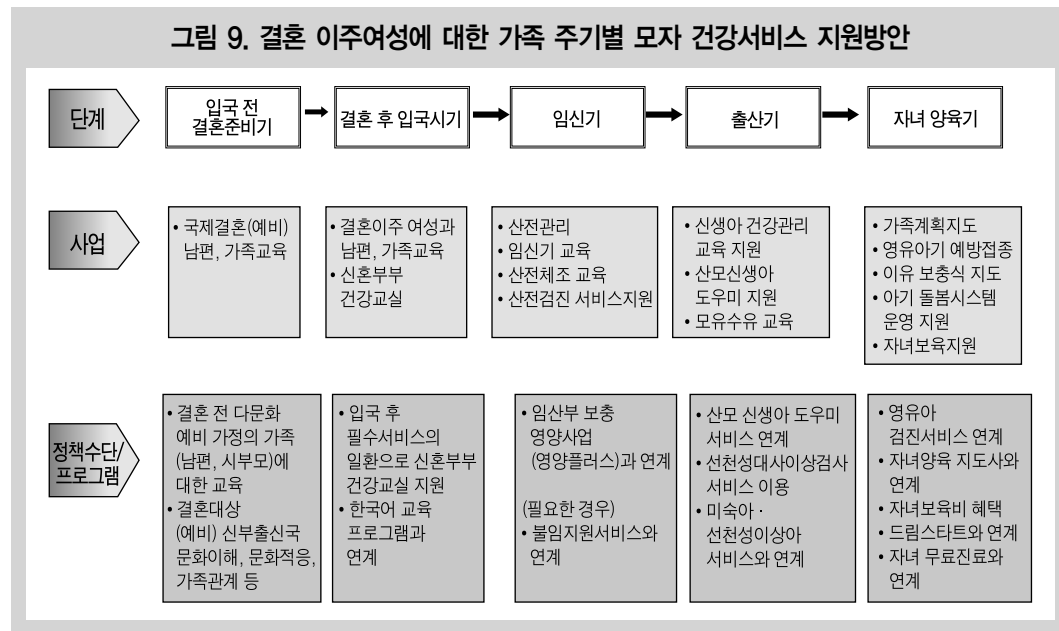 그림 9. 결혼 이주여성에 대한 가족 주기별 모자 건강서비스 지원방안
단계
입국 전
결혼준비기
결혼 후 입국시기
임신기
출산기
자녀 양육기
사업
• 국제결혼(예비)
남편, 가족교육
• 결혼이주 여성과
남편, 가족교육
• 신혼부부
건강교실
• 산전관리
• 임신기 교육
• 산전체조 교육
• 산전검진 서비스지원
• 신생아 건강관리
교육 지원
• 산모신생아
도우미 지원
• 모유수유 교육
• 가족계획지도
• 영유아기 예방접종
• 이유 보충식 지도
• 아기 돌봄시스템
운영 지원
• 자녀보육지원
정책수단/
프로그램
• 결혼 전 다문화
예비 가정의 가족
(남편, 시부모)에
대한 교육
• 결혼대상
(예비) 신부출신국
문화이해, 문화적응,
가족관계 등
• 입국 후
필수서비스의
일환으로 신혼부부
건강교실 지원
• 한국어 교육
프로그램과
연계
• 임산부 보충
영양사업
(영양플러스)과 연계
(필요한 경우)
• 불임지원서비스와
연계
• 산모 신생아 도우미
서비스 연계
• 선천성대사이상검사
서비스 이용
• 미숙아 ·
선천성이상아
서비스와 연계
• 영유아
검진서비스 연계
• 자녀양육 지도사와
연계
• 자녀보육비 혜택
• 드림스타트와 연계
• 자녀 무료진료와
연계